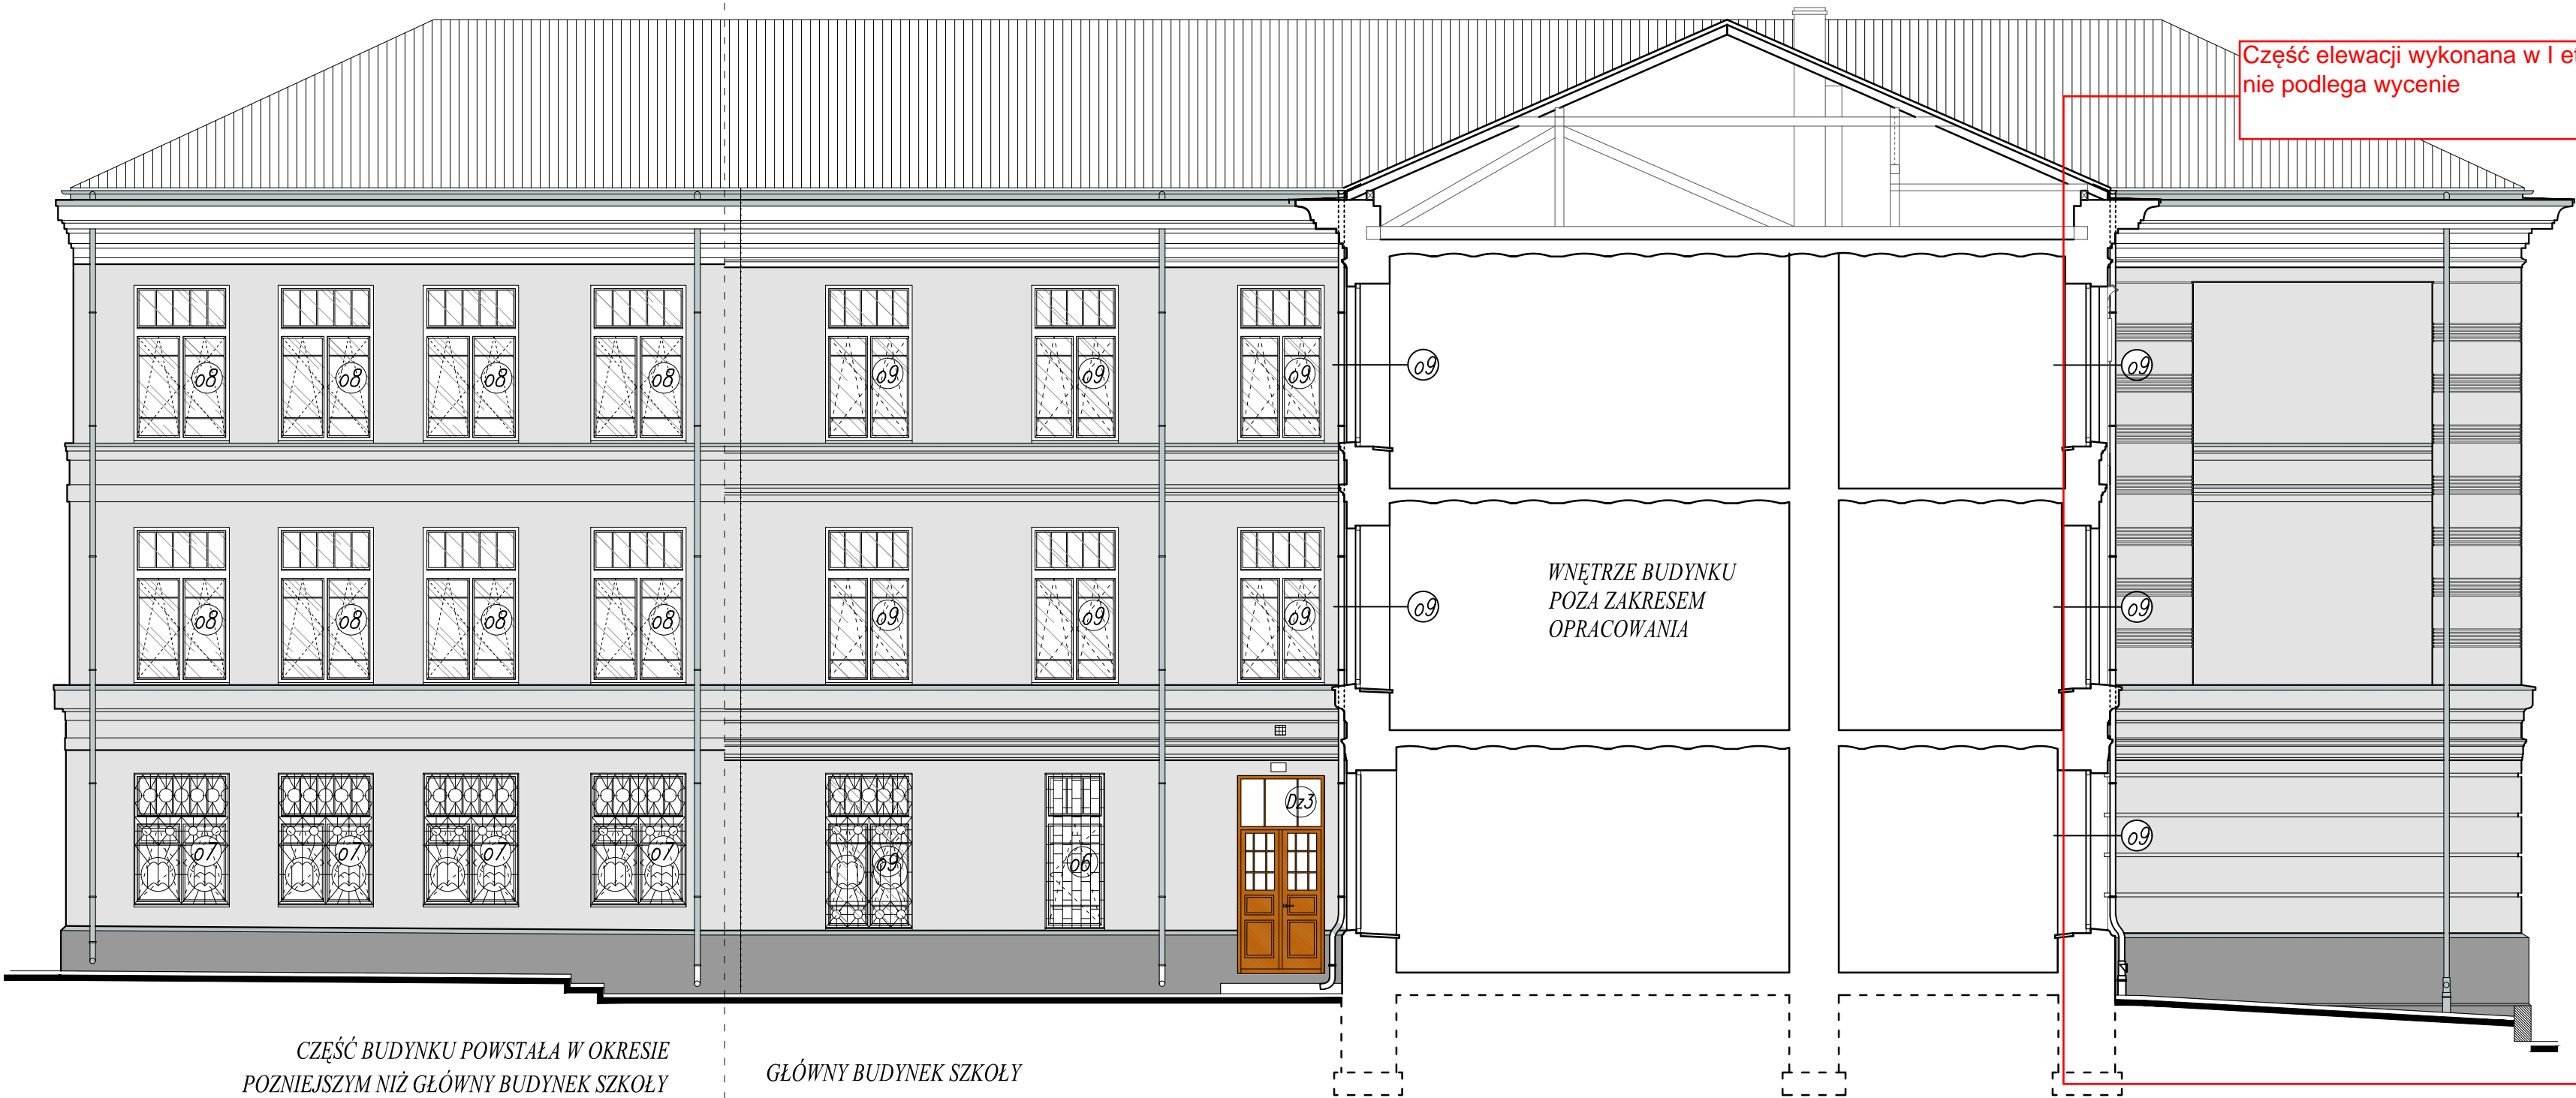 Część elewacji wykonana w I
nie podlega wycenie
o8 o8 o8 o8 o9 o9 o9 o9 o9
o8 o8 o8 o8 o9 o9 o9 o9 o9
WNĘTRZE BUDYNKU
POZA ZAKRESEM
OPRACOWANIA
Dz3
o7 o7 o7 o7 o9 o6 o9
CZĘŚĆ BUDYNKU POWSTAŁA W OKRESIE
POZNIEJSZYM NIŻ GŁÓWNY BUDYNEK SZKOŁY
GŁÓWNY BUDYNEK SZKOŁY